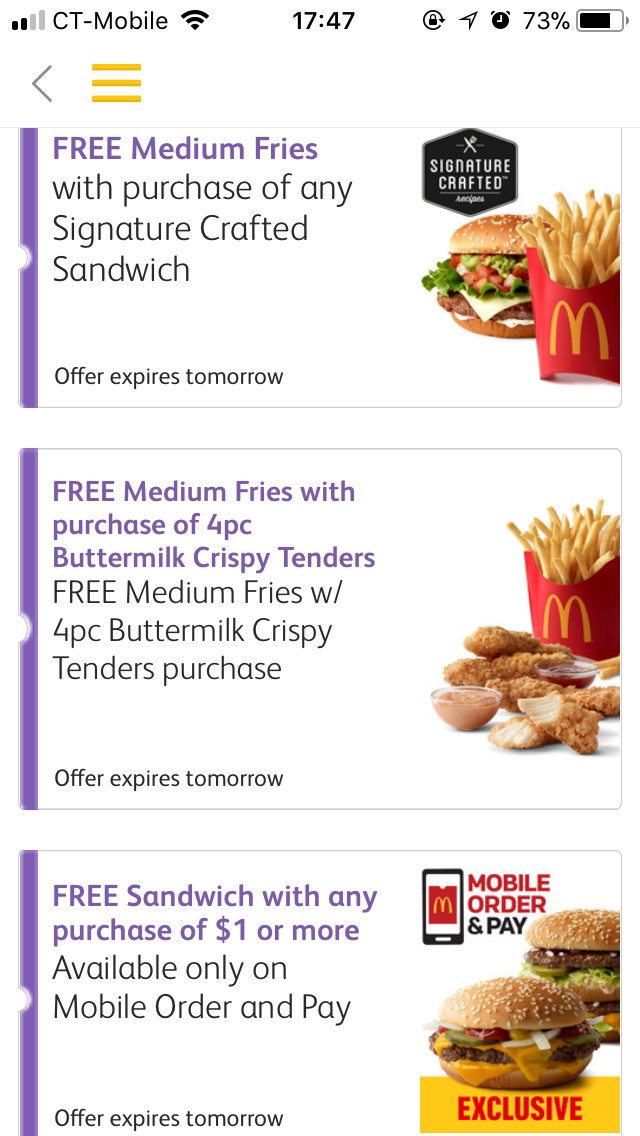 CT-Mobile 17:47 73%
FREE Medium Fries
with purchase of any
Signature Crafted
Sandwich
SIGNATURE
CRAFTED™
recipes
Offer expires tomorrow
FREE Medium Fries with
purchase of 4pc
Buttermilk Crispy Tenders
FREE Medium Fries w/
4pc Buttermilk Crispy
Tenders purchase
Offer expires tomorrow
FREE Sandwich with any
purchase of $1 or more
Available only on
Mobile Order and Pay
MOBILE
ORDER
& PAY
Offer expires tomorrow
EXCLUSIVE